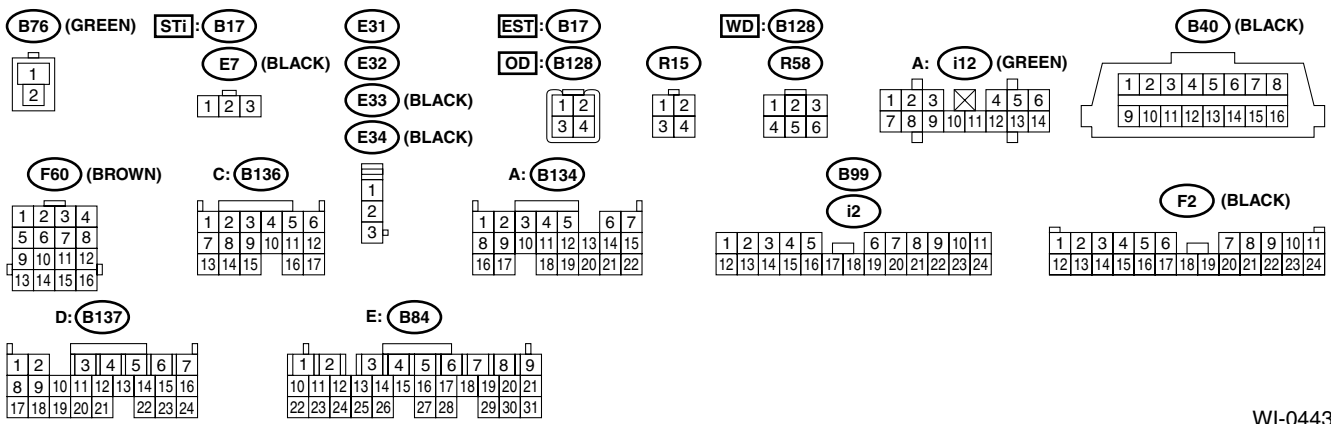 B76 (GREEN)
STi: B17
E31
EST: B17
WD: B128
B40 (BLACK)
E7 (BLACK)
E32
OD: B128
R15
R58
A: i12 (GREEN)
E33 (BLACK)
E34 (BLACK)
1
2
1 2 3
1
2
3
1 2
3 4
1 2
3 4
1 2 3
4 5 6
1 2 3 4 5 6
7 8 9 10 11 12 13 14
1 2 3 4 5 6 7 8
9 10 11 12 13 14 15 16
F60 (BROWN)
C: B136
A: B134
B99
i2
F2 (BLACK)
1 2 3 4
5 6 7 8
9 10 11 12
13 14 15 16
1 2 3 4 5 6
7 8 9 10 11 12
13 14 15 16 17
1 2 3 4 5 6 7
8 9 10 11 12 13 14 15
16 17 18 19 20 21 22
1 2 3 4 5 6 7 8 9 10 11
12 13 14 15 16 17 18 19 20 21 22 23 24
1 2 3 4 5 6 7 8 9 10 11
12 13 14 15 16 17 18 19 20 21 22 23 24
D: B137
E: B84
1 2 3 4 5 6 7
8 9 10 11 12 13 14 15 16
17 18 19 20 21 22 23 24
1 2 3 4 5 6 7 8 9
10 11 12 13 14 15 16 17 18 19 20 21
22 23 24 25 26 27 28 29 30 31
WI-0443